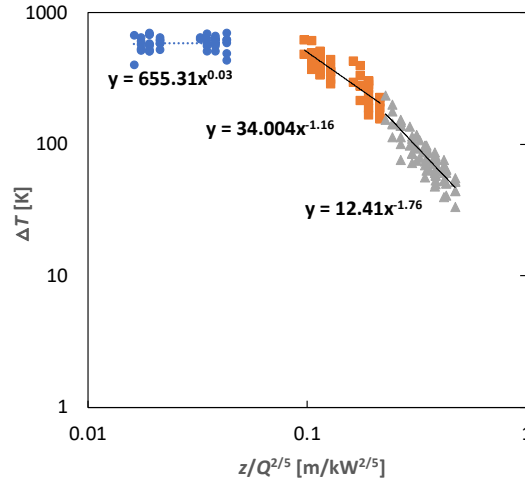 1000
y = 655.31x^0.03
y = 34.004x^-1.16
100
y = 12.41x^-1.76
ΔT [K]
10
1
0.01
0.1
1
z/Q^2/5 [m/kW^2/5]